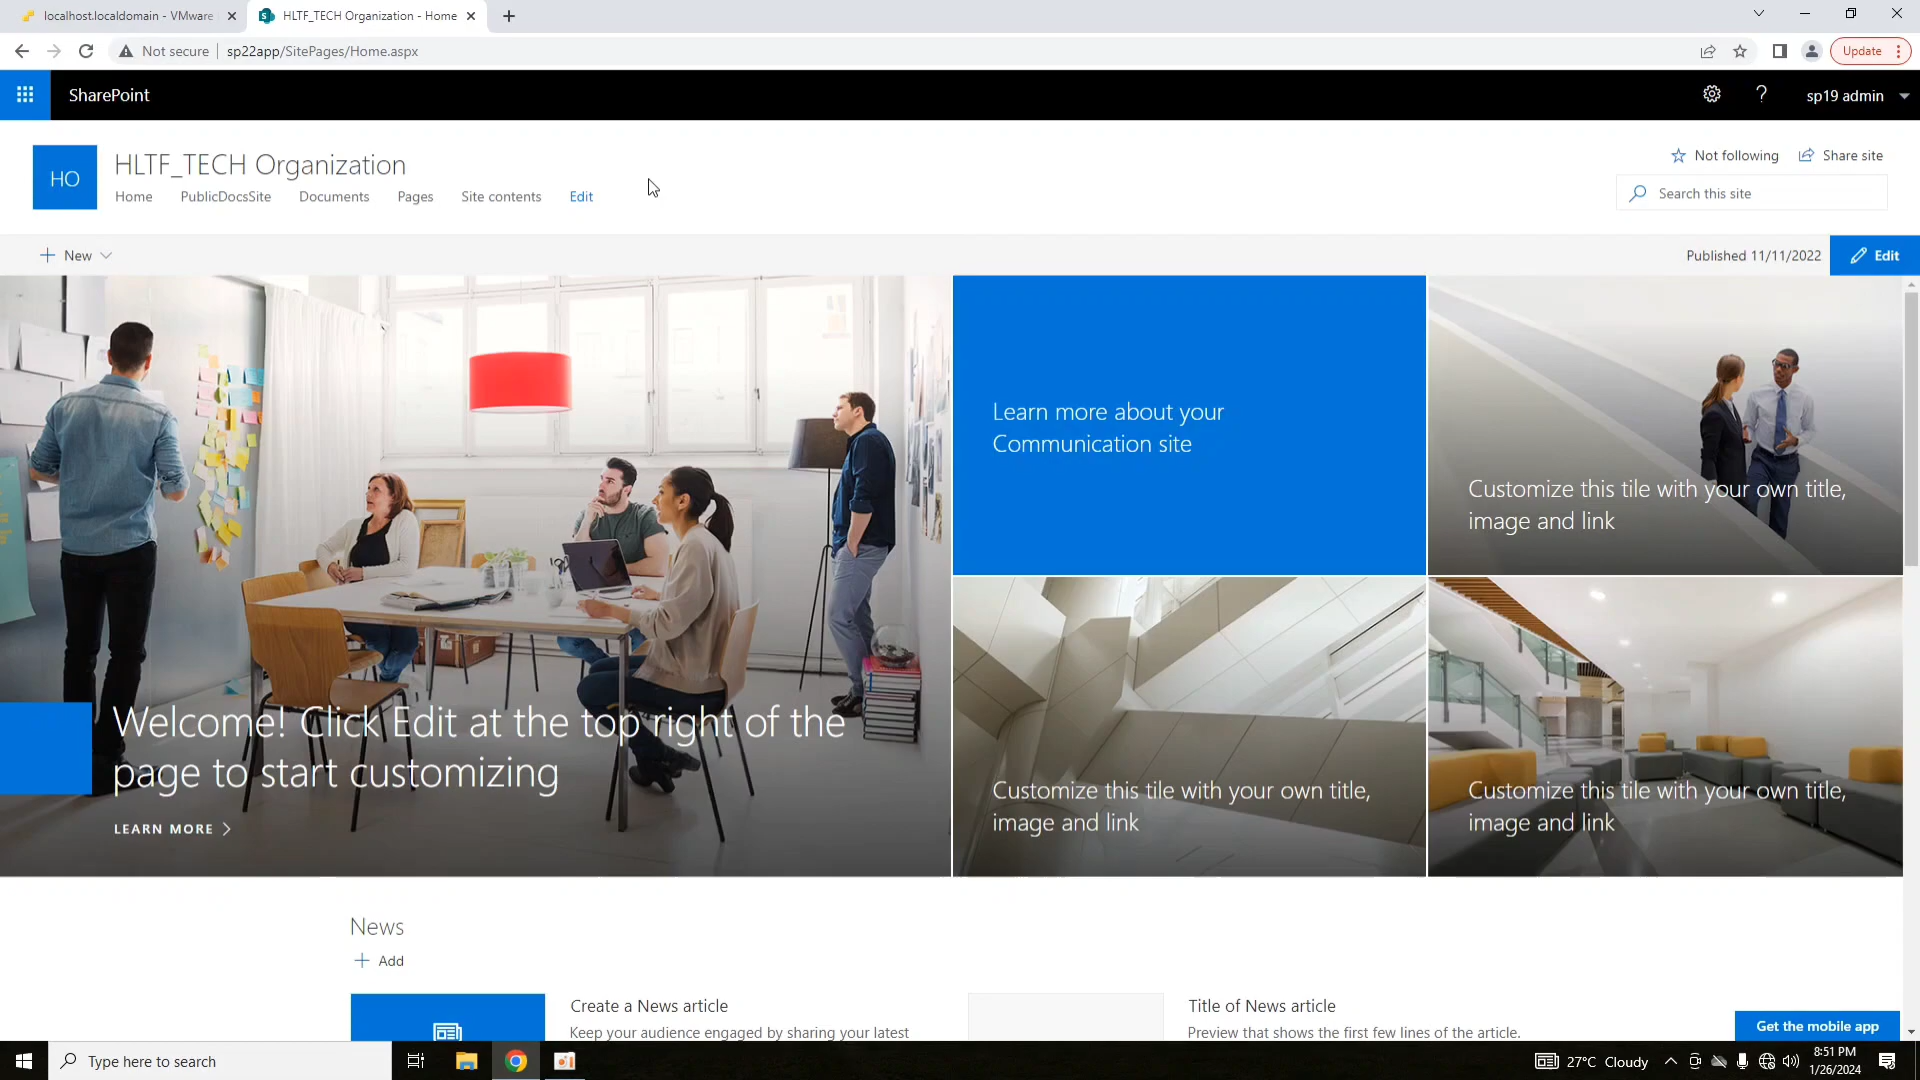 localhost.localdomain - VMware
HLTF_TECH Organization - Home
Not secure
sp22app/SitePages/Home.aspx
Update
SharePoint
?
sp19 admin
HO
HLTF_TECH Organization
Home
PublicDocsSite
Documents
Pages
Site contents
Edit
Not following
Share site
Search this site
New
Published 11/11/2022
Edit
Welcome! Click Edit at the top right of the
page to start customizing
LEARN MORE
Learn more about your
Communication site
Customize this tile with your own title,
image and link
Customize this tile with your own title,
image and link
Customize this tile with your own title,
image and link
News
Add
Create a News article
Keep your audience engaged by sharing your latest
Title of News article
Preview that shows the first few lines of the article.
Get the mobile app
Type here to search
27°C Cloudy
8:51 PM
1/26/2024